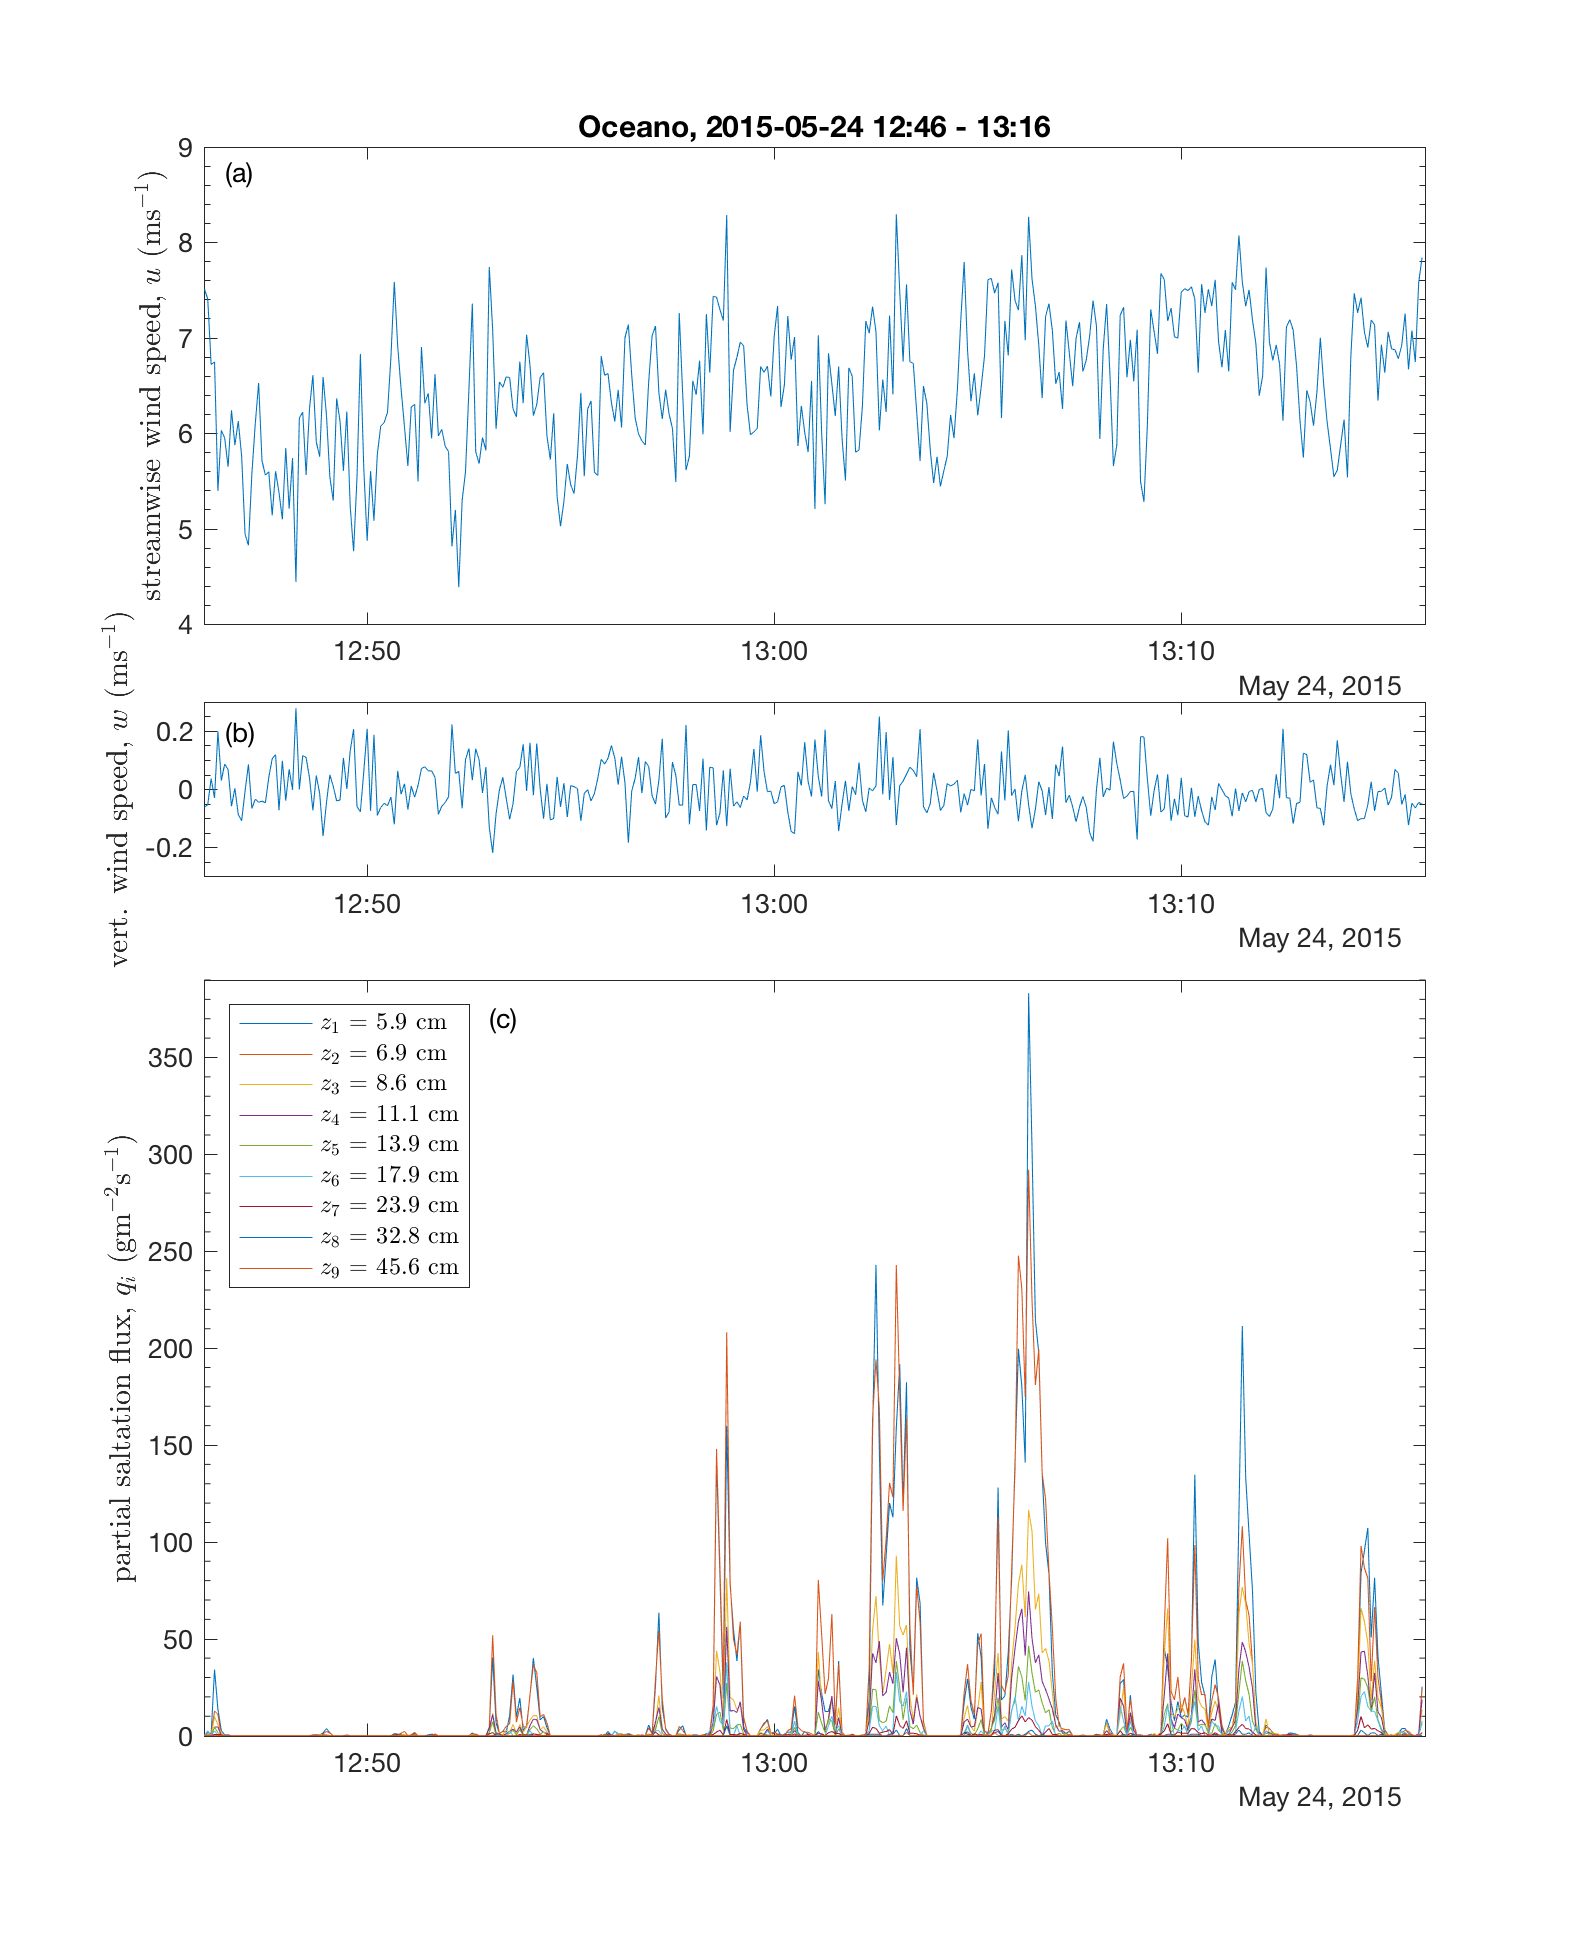 Oceano, 2015-05-24 12:46 - 13:16
(a)
streamwise wind speed, u (ms⁻¹)
9
8
7
6
5
4
12:50 13:00 13:10
May 24, 2015
(b)
vert. wind speed, w (ms⁻¹)
0.2
0
-0.2
12:50 13:00 13:10
May 24, 2015
(c)
partial saltation flux, qᵢ (gm⁻²s⁻¹)
z₁ = 5.9 cm
z₂ = 6.9 cm
z₃ = 8.6 cm
z₄ = 11.1 cm
z₅ = 13.9 cm
z₆ = 17.9 cm
z₇ = 23.9 cm
z₈ = 32.8 cm
z₉ = 45.6 cm
350
300
250
200
150
100
50
0
12:50 13:00 13:10
May 24, 2015